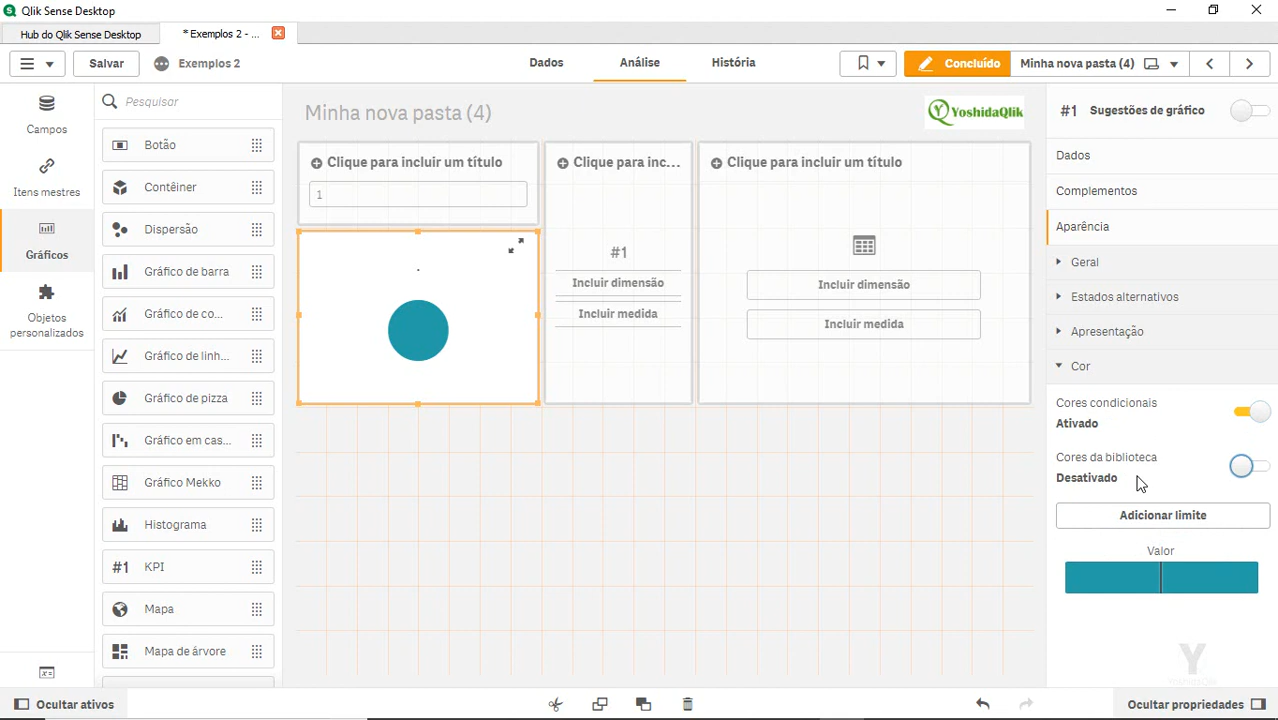 Qlik Sense Desktop
Hub do Qlik Sense Desktop
* Exemplos 2 - ...
Salvar
Exemplos 2
Dados
Análise
História
Concluído
Minha nova pasta (4)
Campos
Itens mestres
Gráficos
Objetos
personalizados
Pesquisar
Botão
Contêiner
Dispersão
Gráfico de barra
Gráfico de co...
Gráfico de linh...
Gráfico de pizza
Gráfico em cas...
Gráfico Mekko
Histograma
#1 KPI
Mapa
Mapa de árvore
Minha nova pasta (4)
YoshidaQlik
Clique para incluir um título
1
Clique para inc...
#1
Incluir dimensão
Incluir medida
Clique para incluir um título
Incluir dimensão
Incluir medida
#1 Sugestões de gráfico
Dados
Complementos
Aparência
Geral
Estados alternativos
Apresentação
Cor
Cores condicionais
Ativado
Cores da biblioteca
Desativado
Adicionar limite
Valor
Ocultar ativos
Ocultar propriedades